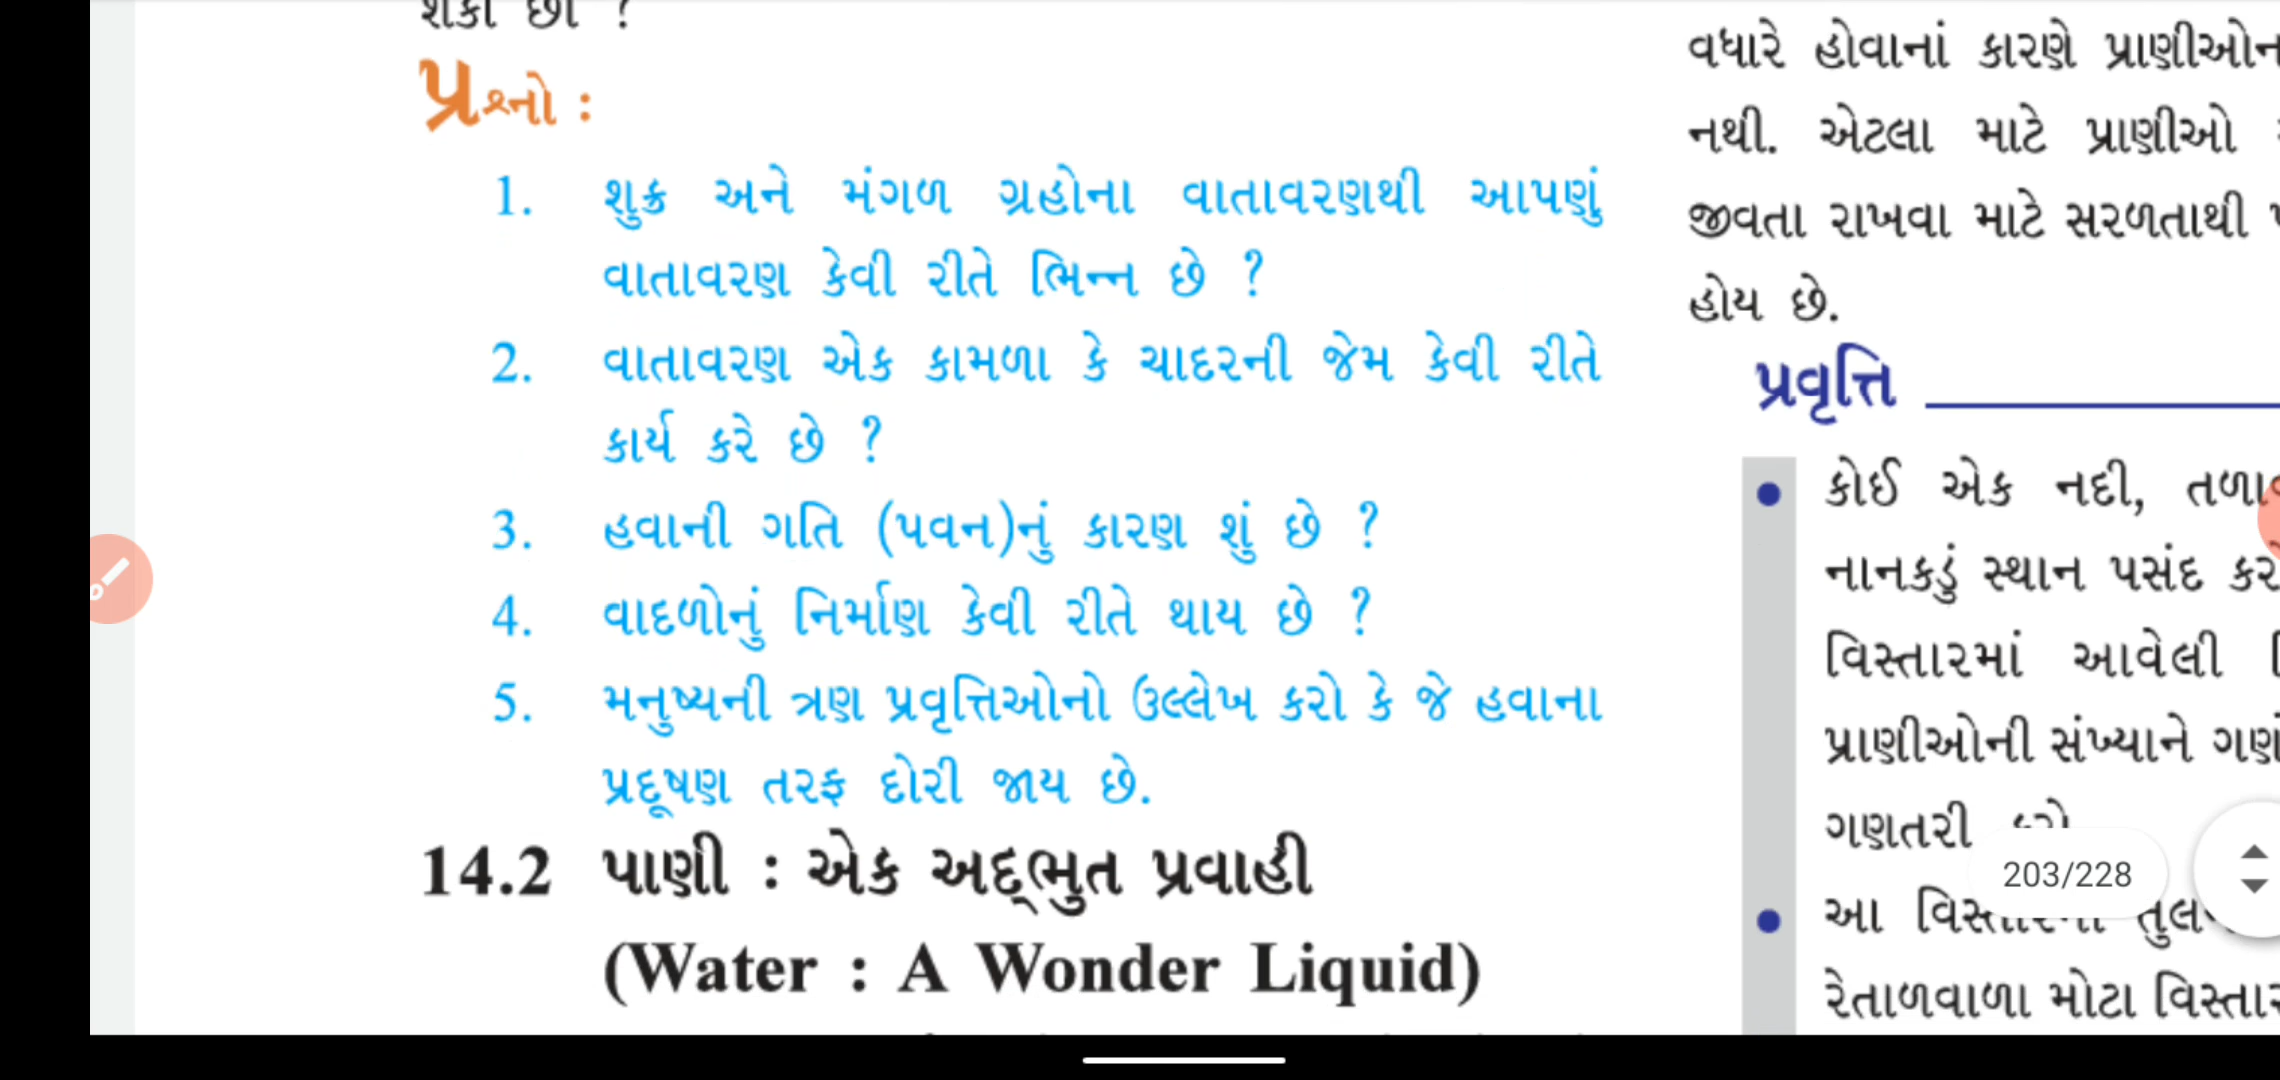 શકો છો ?
પ્રશ્નો :
1. શુક્ર અને મંગળ ગ્રહોના વાતાવરણથી આપણું
વાતાવરણ કેવી રીતે ભિન્ન છે ?
2. વાતાવરણ એક કામળા કે ચાદરની જેમ કેવી રીતે
કાર્ય કરે છે ?
3. હવાની ગતિ (પવન)નું કારણ શું છે ?
4. વાદળોનું નિર્માણ કેવી રીતે થાય છે ?
5. મનુષ્યની ત્રણ પ્રવૃત્તિઓનો ઉલ્લેખ કરો કે જે હવાના
પ્રદૂષણ તરફ દોરી જાય છે.
14.2 પાણી : એક અદ્‌ભુત પ્રવાહી
(Water : A Wonder Liquid)
વધારે હોવાનાં કારણે
નથી. એટલા માટે પ્રાણીઓ
જીવતા રાખવા માટે સરળતાથી
હોય છે.
પ્રવૃત્તિ
• કોઈ એક નદી,
નાનકડું સ્થાન પસંદ
વિસ્તારમાં આવેલી
પ્રાણીઓની સંખ્યાને
ગણતરી
203/228
• આ
રેતાળવાળા મોટા